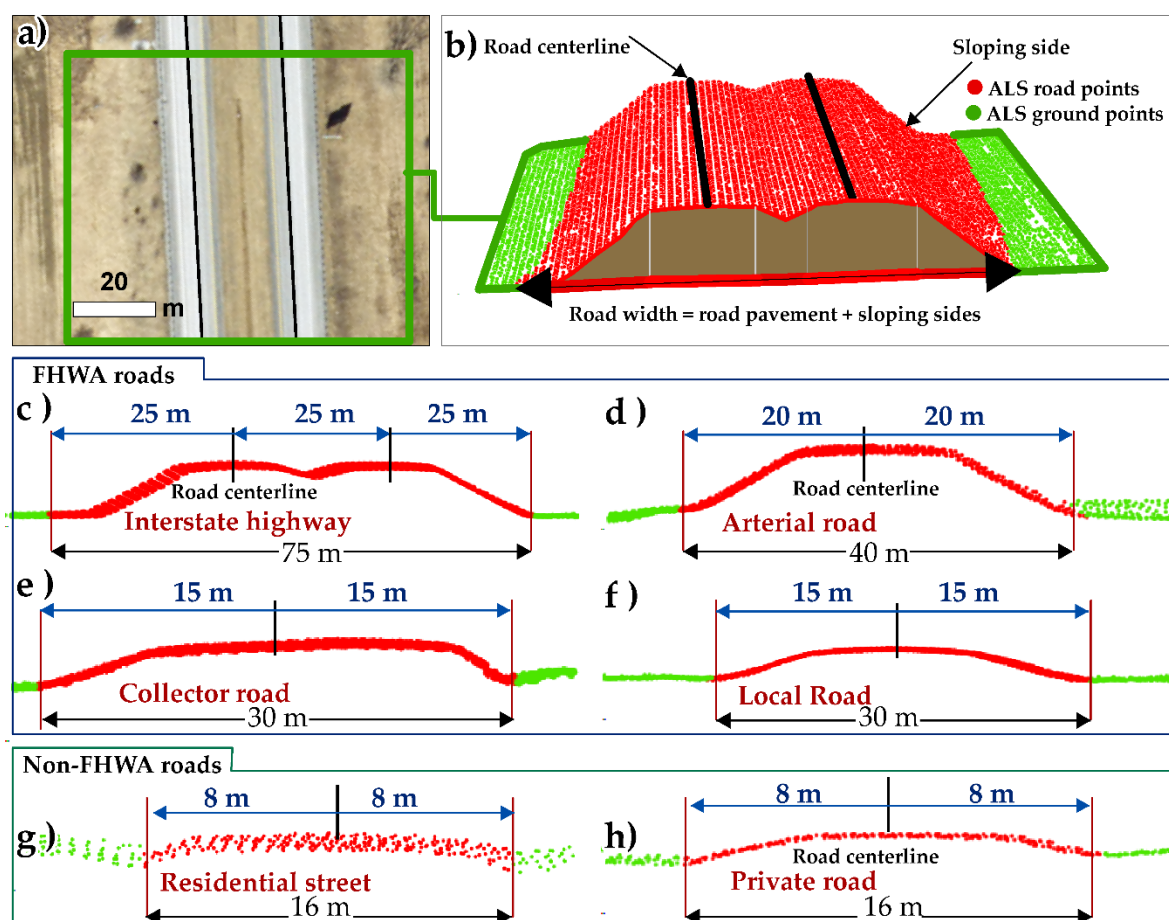 a)
20
m
b)
Road centerline
Sloping side
ALS road points
ALS ground points
Road width = road pavement + sloping sides
FHWA roads
c )
25 m
25 m
25 m
Road centerline
Interstate highway
75 m
d )
20 m
20 m
Road centerline
Arterial road
40 m
e )
15 m
15 m
Collector road
30 m
f )
15 m
15 m
Local Road
30 m
Non-FHWA roads
g)
8 m
8 m
Residential street
16 m
h )
8 m
8 m
Road centerline
Private road
16 m